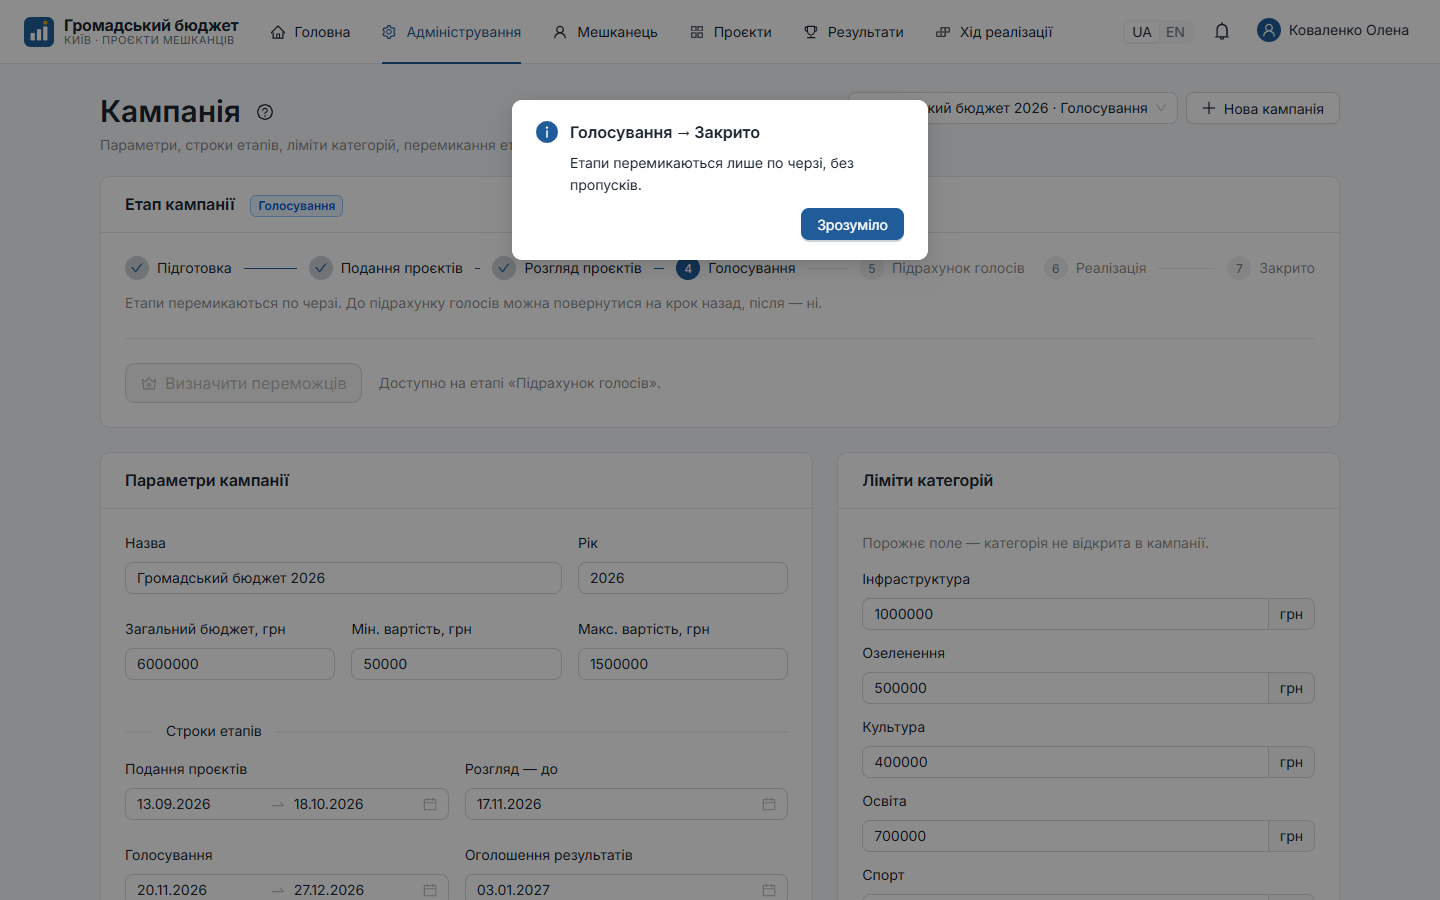 Громадський бюджет
КИЇВ · ПРОЄКТИ МЕШКАНЦІВ
Головна
Адміністрування
Мешканець
Проєкти
Результати
Хід реалізації
UA EN
Коваленко Олена
Кампанія
кий бюджет 2026 · Голосування
Нова кампанія
Параметри, строки етапів, ліміти категорій, перемикання ет
Голосування → Закрито
Етапи перемикаються лише по черзі, без
пропусків.
Зрозуміло
Етап кампанії Голосування
Підготовка
Подання проєктів
Розгляд проєктів
4 Голосування
5 Підрахунок голосів
6 Реалізація
7 Закрито
Етапи перемикаються по черзі. До підрахунку голосів можна повернутися на крок назад, після — ні.
Визначити переможців
Доступно на етапі «Підрахунок голосів».
Параметри кампанії
Назва
Рік
Громадський бюджет 2026
2026
Загальний бюджет, грн
Мін. вартість, грн
Макс. вартість, грн
6000000
50000
1500000
Строки етапів
Подання проєктів
Розгляд — до
13.09.2026 → 18.10.2026
17.11.2026
Голосування
Оголошення результатів
20.11.2026 → 27.12.2026
03.01.2027
Ліміти категорій
Порожнє поле — категорія не відкрита в кампанії.
Інфраструктура
1000000 грн
Озеленення
500000 грн
Культура
400000 грн
Освіта
700000 грн
Спорт